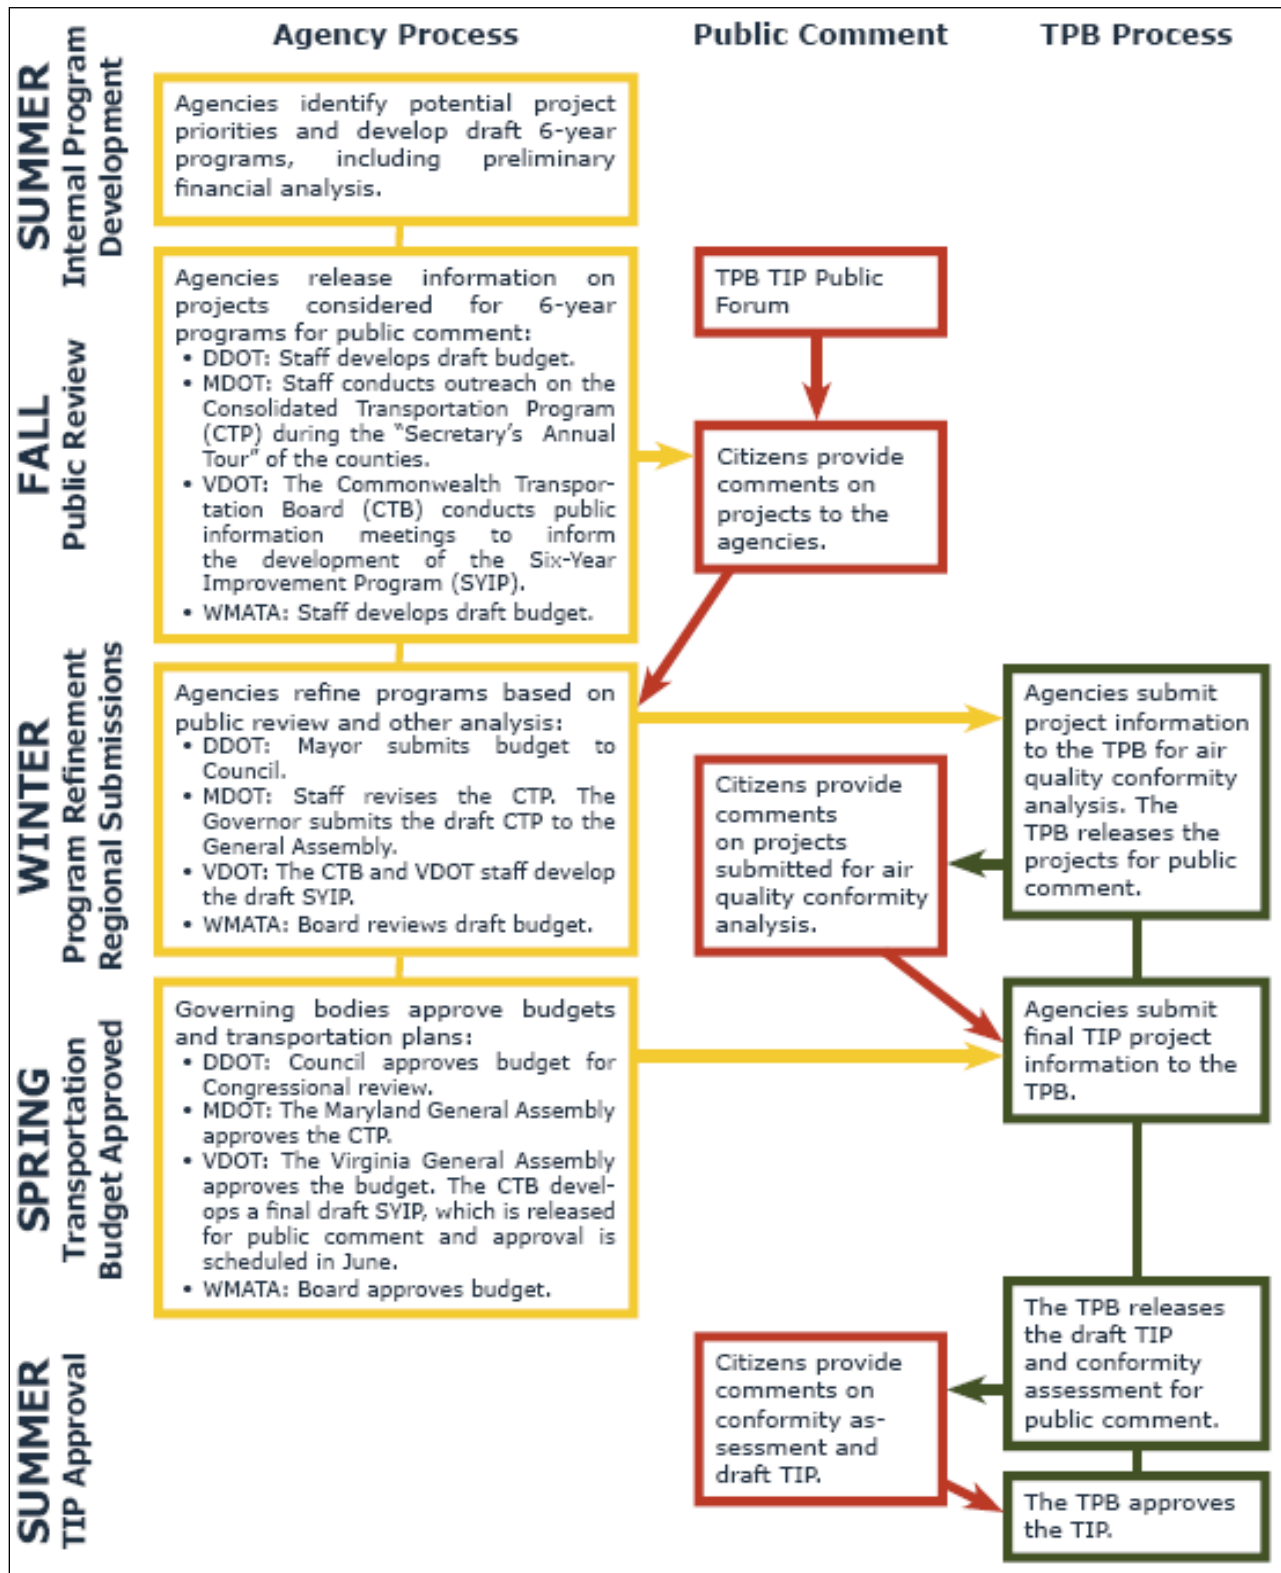 Agency Process
Public Comment
TPB Process
SUMMER
Internal Program
Development
Agencies identify potential project
priorities and develop draft 6-year
programs, including preliminary
financial analysis.
FALL
Public Review
Agencies release information on
projects considered for 6-year
programs for public comment:
• DDOT: Staff develops draft budget.
• MDOT: Staff conducts outreach on the
Consolidated Transportation Program
(CTP) during the “Secretary’s Annual
Tour” of the counties.
• VDOT: The Commonwealth Transpor-
tation Board (CTB) conducts public
information meetings to inform
the development of the Six-Year
Improvement Program (SYIP).
• WMATA: Staff develops draft budget.
TPB TIP Public
Forum
Citizens provide
comments on
projects to the
agencies.
WINTER
Program Refinement
Regional Submissions
Agencies refine programs based on
public review and other analysis:
• DDOT: Mayor submits budget to
Council.
• MDOT: Staff revises the CTP. The
Governor submits the draft CTP to the
General Assembly.
• VDOT: The CTB and VDOT staff develop
the draft SYIP.
• WMATA: Board reviews draft budget.
Citizens provide
comments
on projects
submitted for air
quality conformity
analysis.
Agencies submit
project information
to the TPB for air
quality conformity
analysis. The
TPB releases the
projects for public
comment.
SPRING
Transportation
Budget Approved
Governing bodies approve budgets
and transportation plans:
• DDOT: Council approves budget for
Congressional review.
• MDOT: The Maryland General Assembly
approves the CTP.
• VDOT: The Virginia General Assembly
approves the budget. The CTB devel-
ops a final draft SYIP, which is released
for public comment and approval is
scheduled in June.
• WMATA: Board approves budget.
Agencies submit
final TIP project
information to the
TPB.
SUMMER
TIP Approval
Citizens provide
comments on
conformity as-
sessment and
draft TIP.
The TPB releases
the draft TIP
and conformity
assessment for
public comment.
The TPB approves
the TIP.